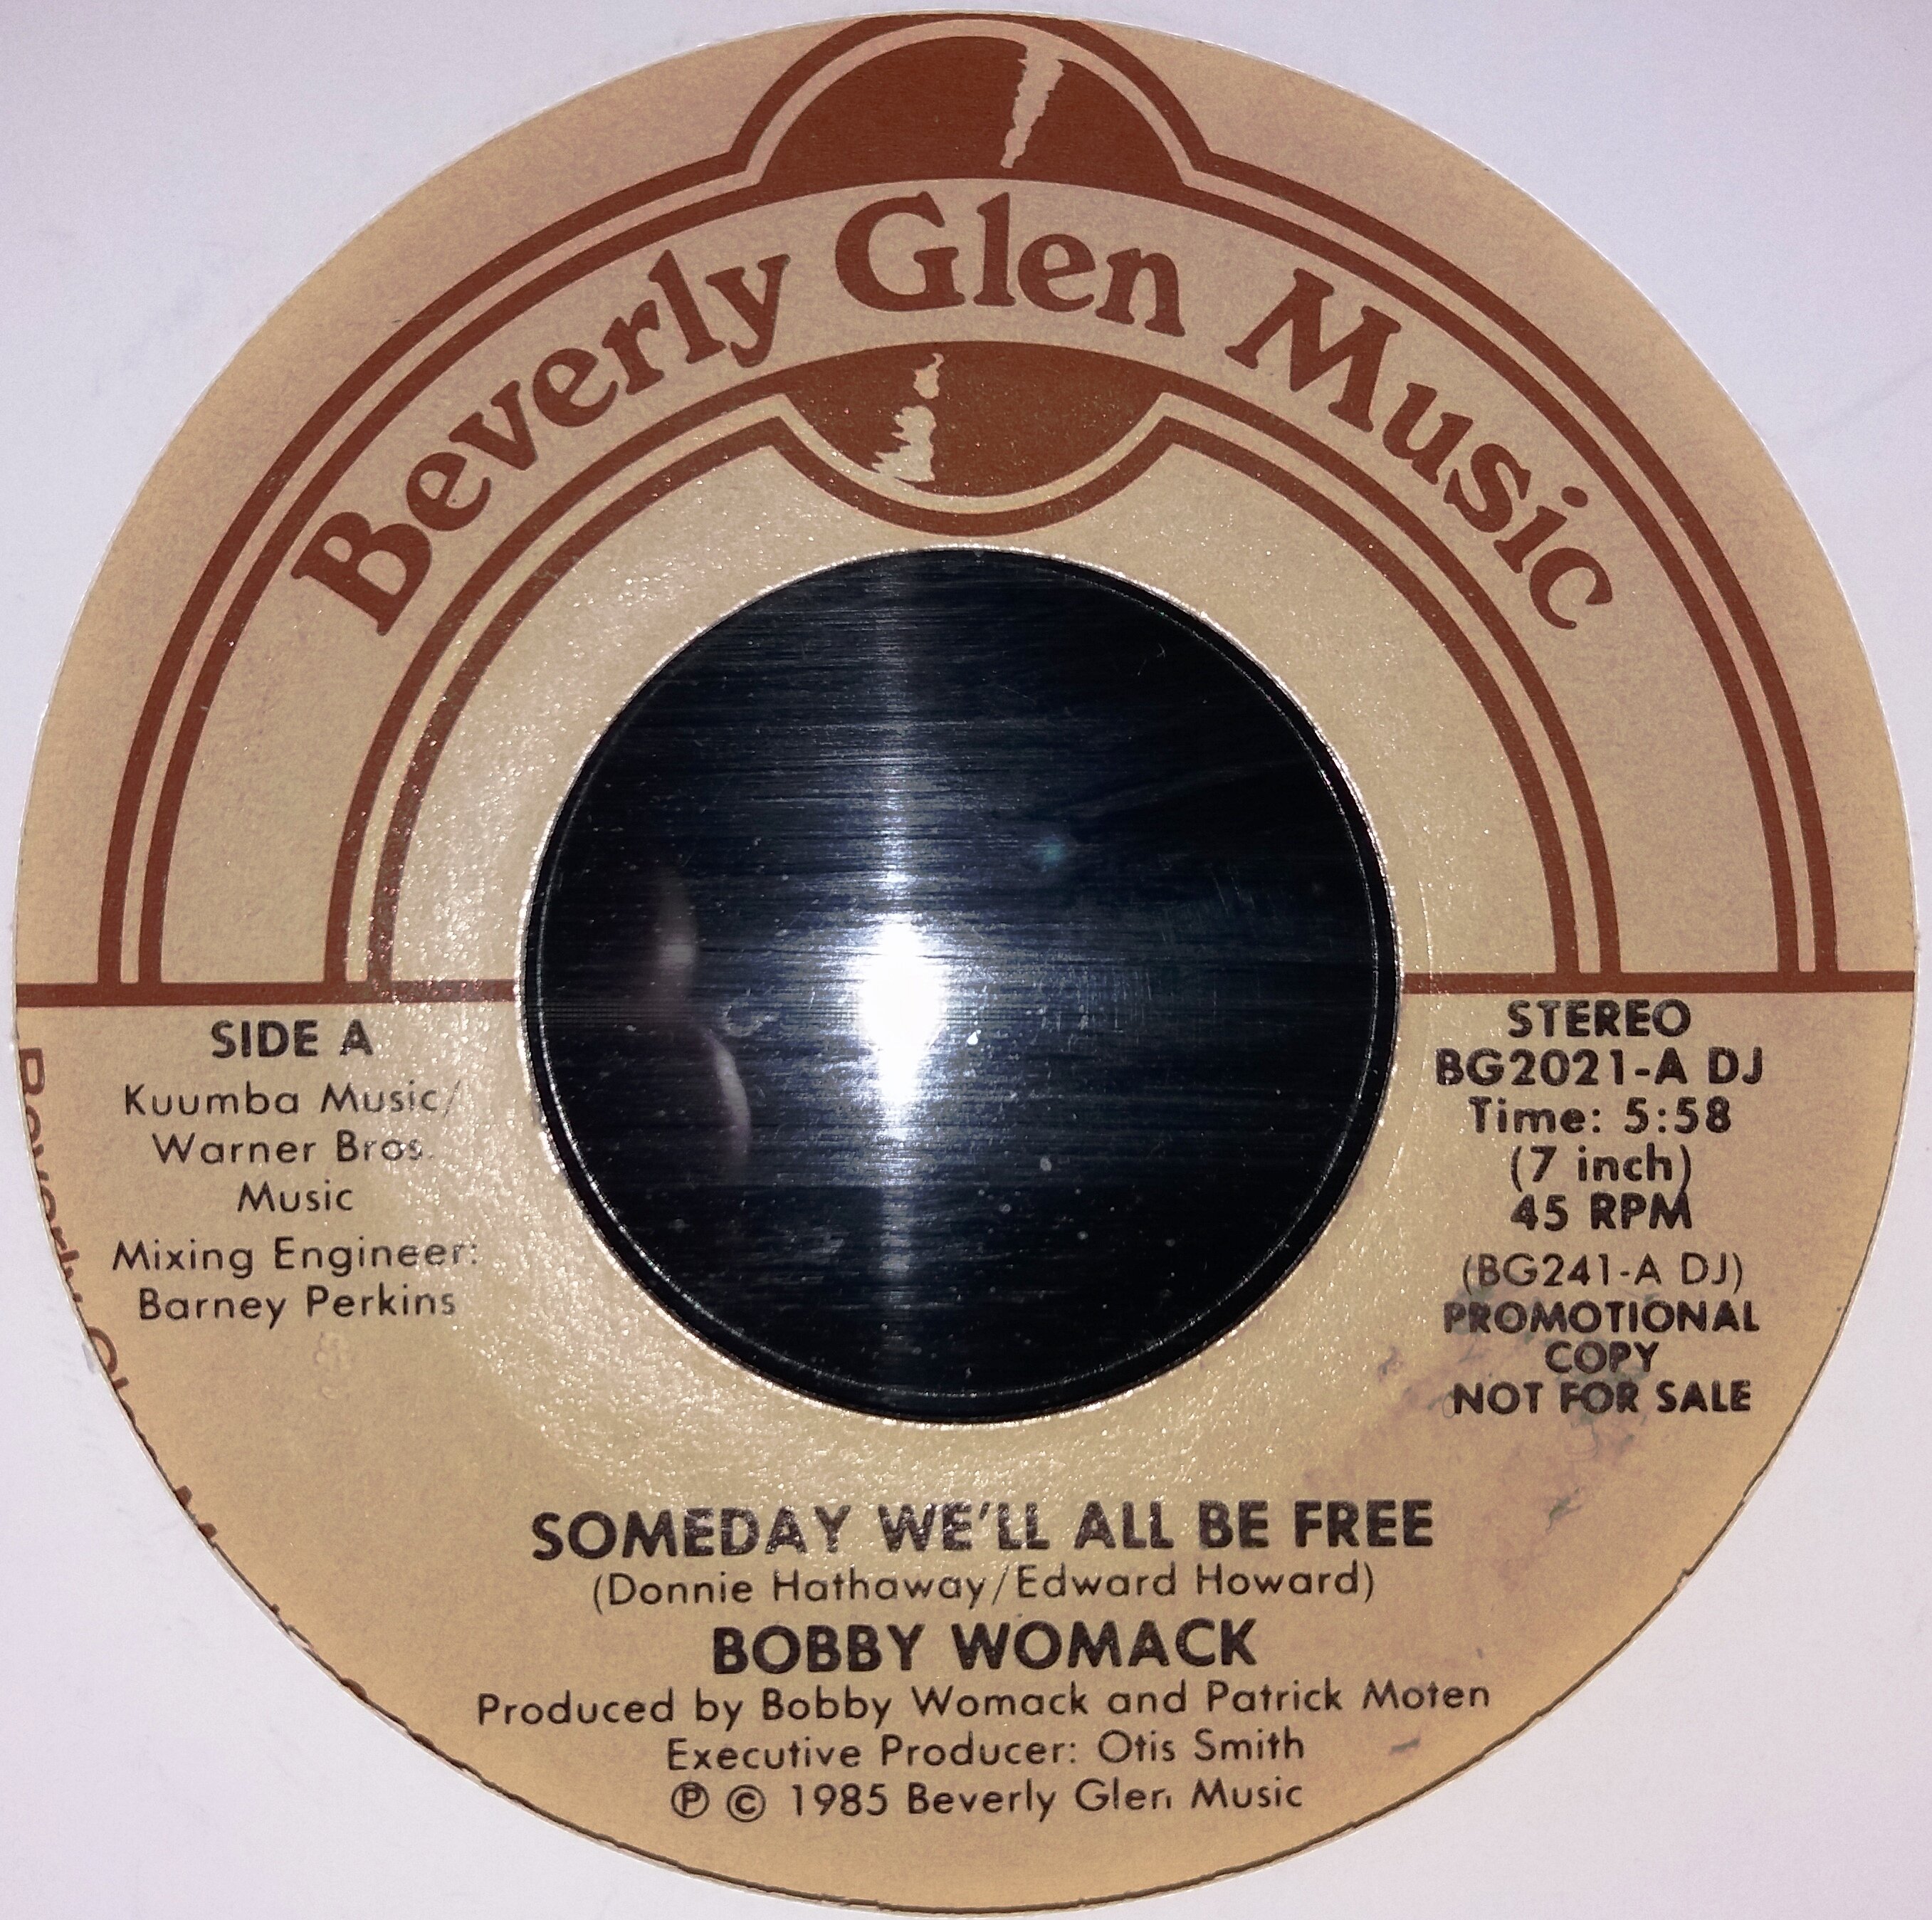 Beverly Glen Music
SIDE A
Kuumba Music/
Warner Bros.
Music
Mixing Engineer:
Barney Perkins
STEREO
BG2021-A DJ
Time: 5:58
(7 inch)
45 RPM
(BG241-A DJ)
PROMOTIONAL
COPY
NOT FOR SALE
SOMEDAY WE'LL ALL BE FREE
(Donnie Hathaway/Edward Howard)
BOBBY WOMACK
Produced by Bobby Womack and Patrick Moten
Executive Producer: Otis Smith
℗ © 1985 Beverly Glen Music